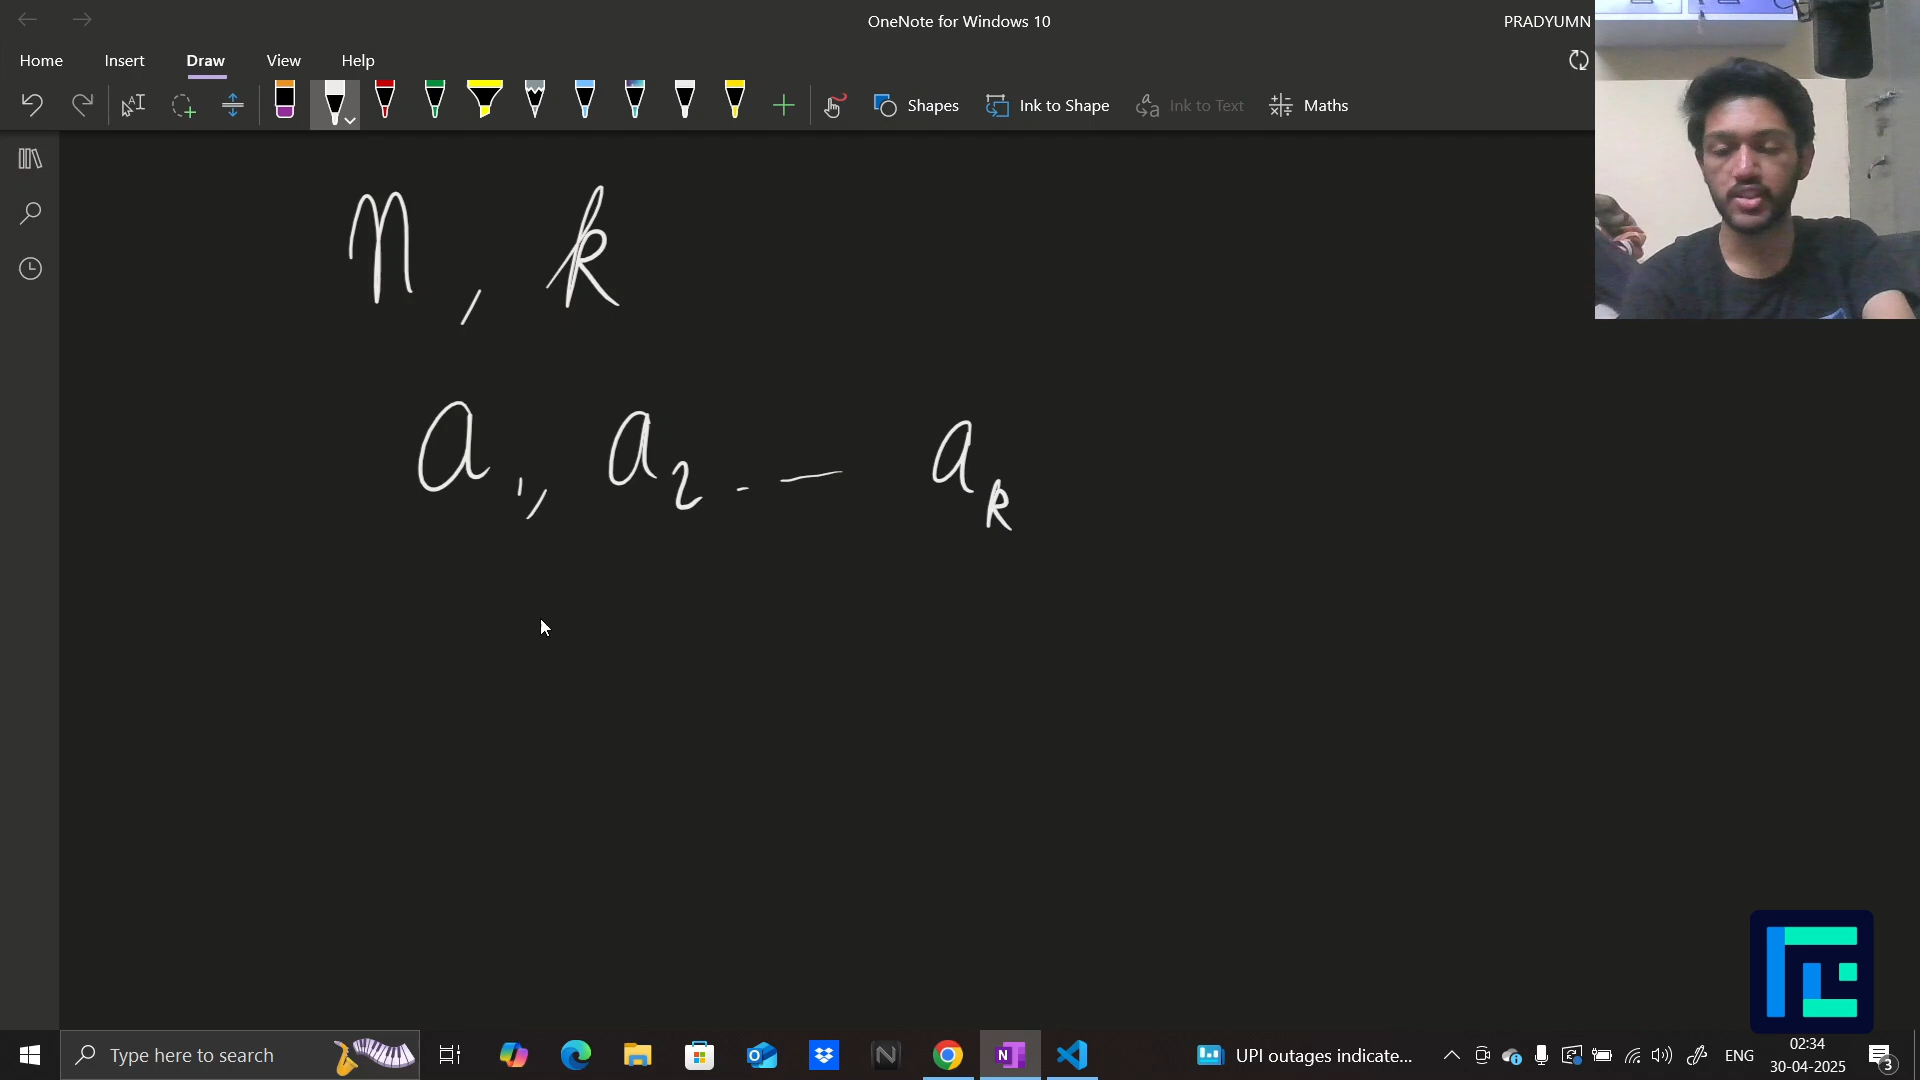 OneNote for Windows 10
PRADYUMN
Home Insert Draw View Help
Shapes Ink to Shape Ink to Text Maths
n, k
a₁, a₂ . — aₖ
Type here to search
UPI outages indicate...
ENG
02:34
30-04-2025
3